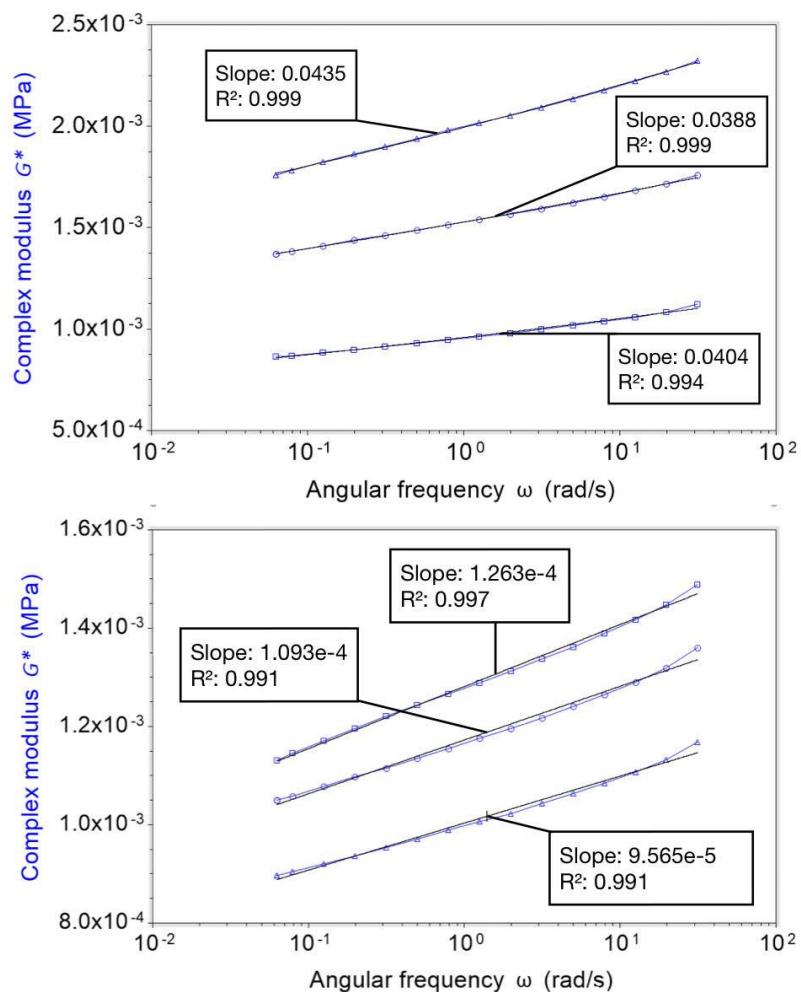 2.5x10⁻³
Slope: 0.0435
R²: 0.999
Slope: 0.0388
R²: 0.999
2.0x10⁻³
1.5x10⁻³
1.0x10⁻³
Slope: 0.0404
R²: 0.994
5.0x10⁻⁴
Complex modulus G* (MPa)
10⁻² 10⁻¹ 10⁰ 10¹ 10²
Angular frequency ω (rad/s)
1.6x10⁻³
Slope: 1.263e-4
R²: 0.997
1.4x10⁻³
Slope: 1.093e-4
R²: 0.991
1.2x10⁻³
1.0x10⁻³
Slope: 9.565e-5
R²: 0.991
8.0x10⁻⁴
Complex modulus G* (MPa)
10⁻² 10⁻¹ 10⁰ 10¹ 10²
Angular frequency ω (rad/s)